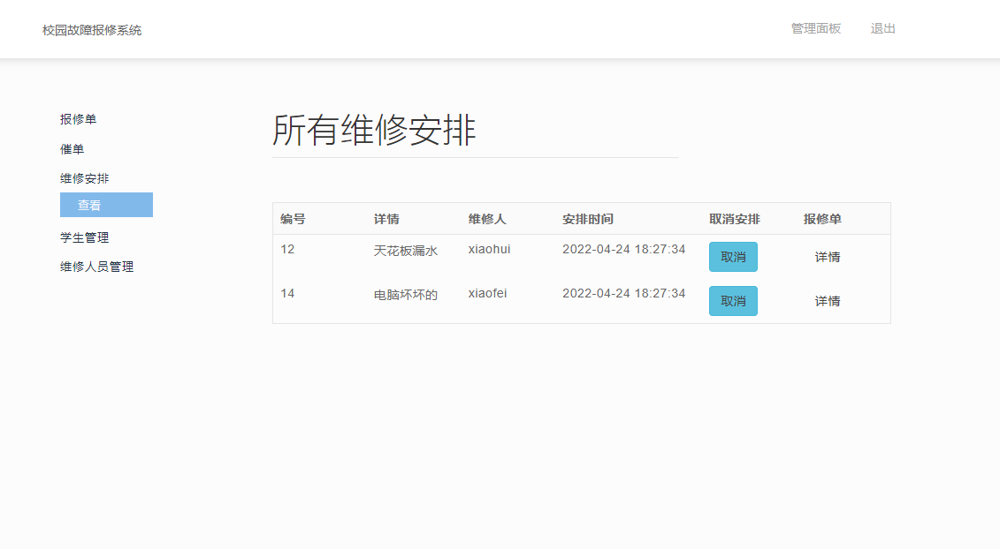 校园故障报修系统 管理面板 退出
报修单
催单
维修安排
查看
学生管理
维修人员管理
所有维修安排
编号 详情 维修人 安排时间 取消安排 报修单
12 天花板漏水 xiaohui 2022-04-24 18:27:34 取消 详情
14 电脑坏坏的 xiaofei 2022-04-24 18:27:34 取消 详情